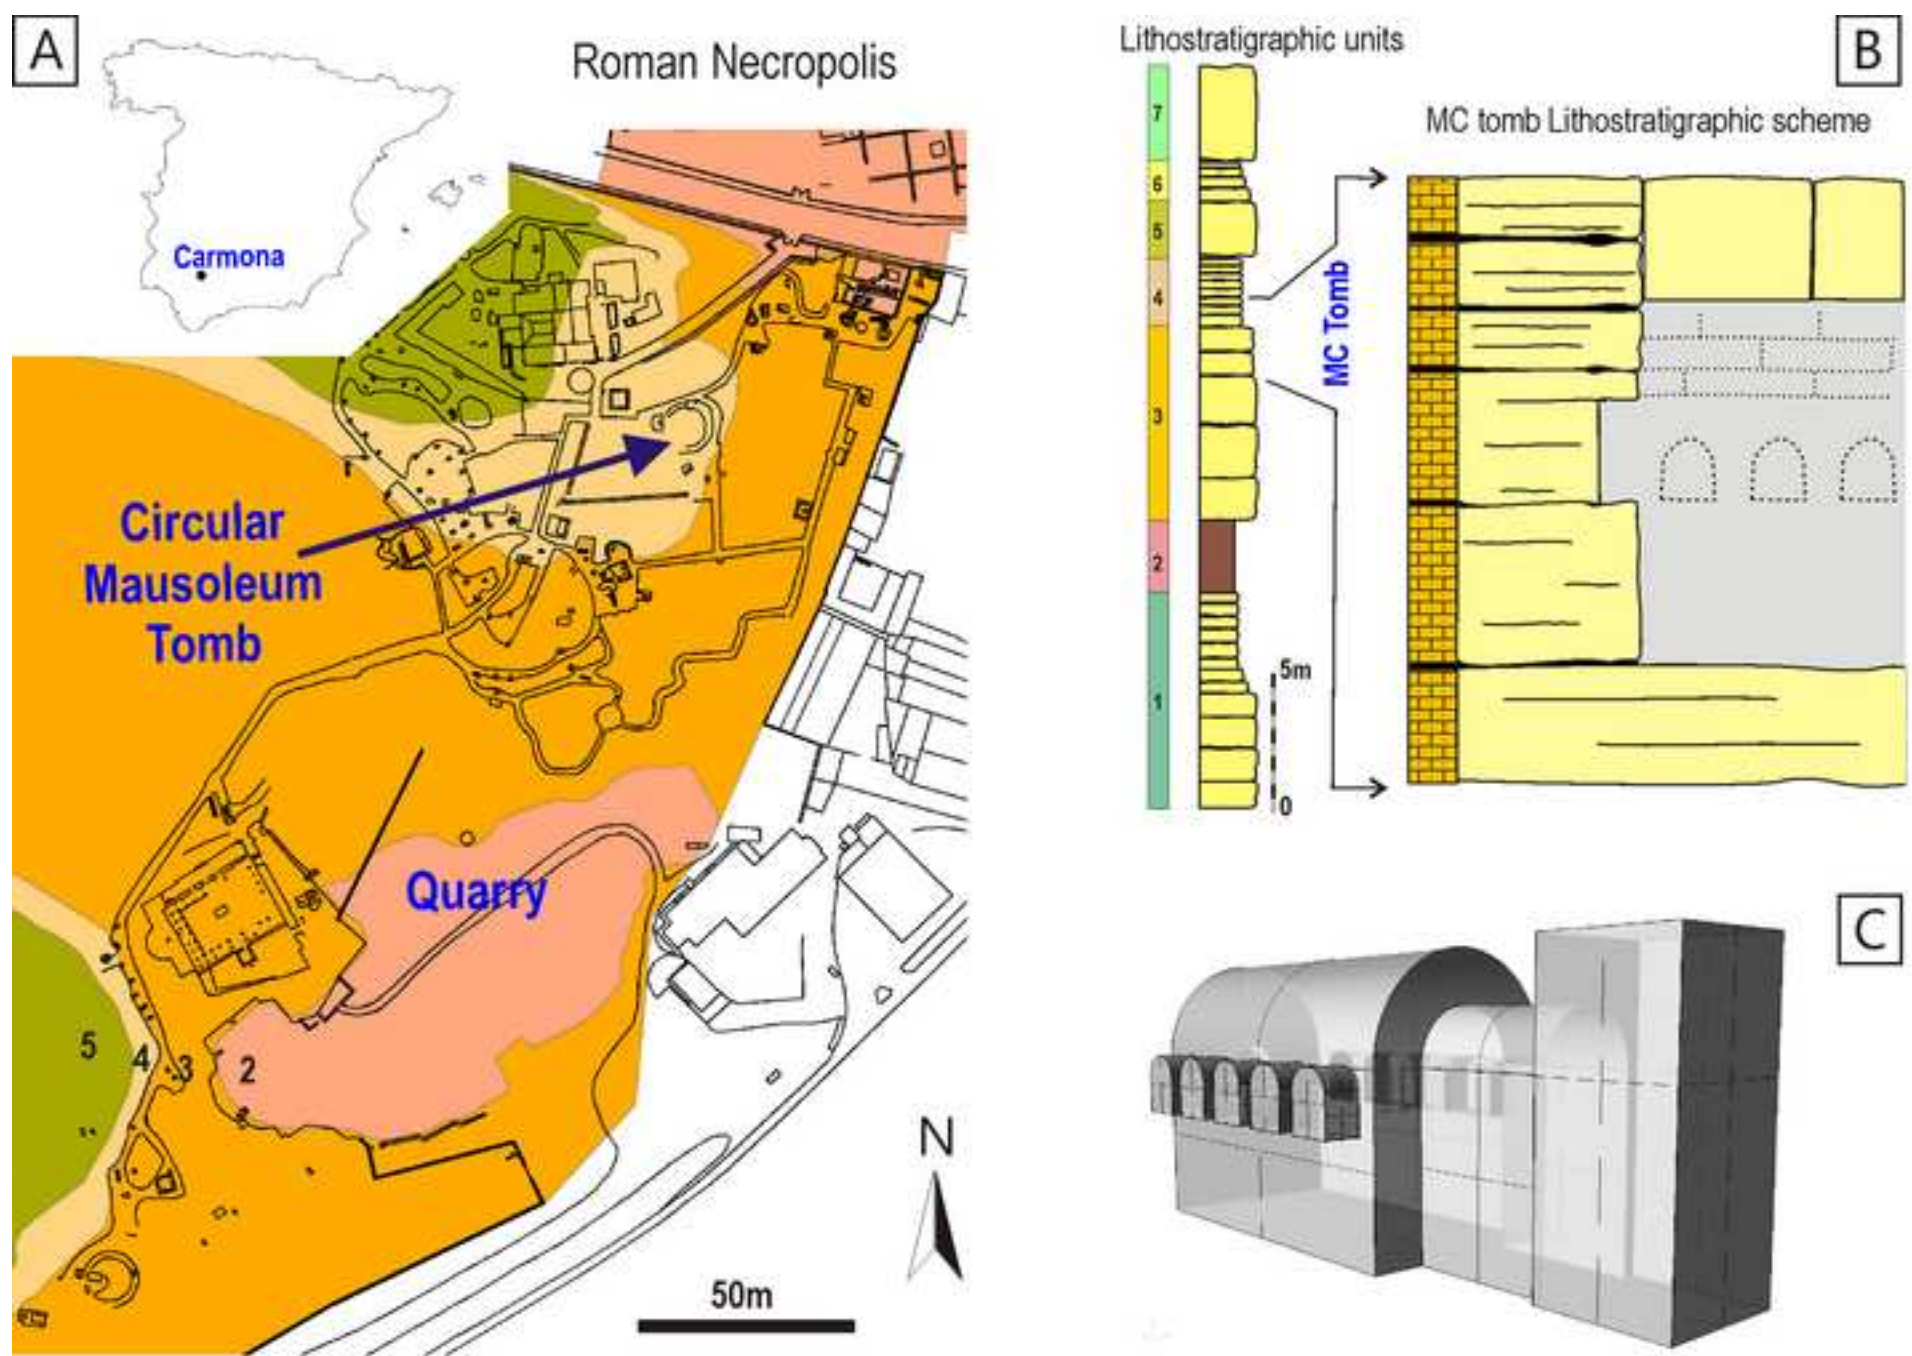 A
Roman Necropolis
Carmona
Circular
Mausoleum
Tomb
Quarry
5
4
3
2
N
50m
B
Lithostratigraphic units
MC tomb Lithostratigraphic scheme
7
6
5
4
3
2
1
MC Tomb
5m
0
C